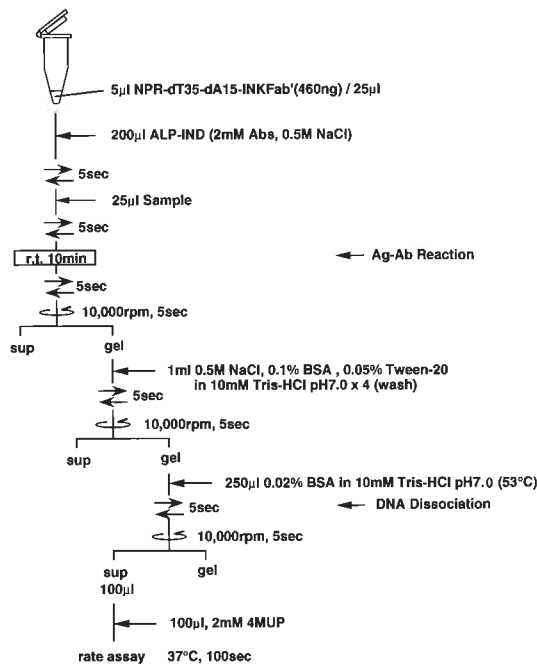 5µl NPR-dT35-dA15-INKFab'(460ng) / 25µl
200µl ALP-IND (2mM Abs, 0.5M NaCl)
5sec
25µl Sample
5sec
r.t. 10min
Ag-Ab Reaction
5sec
10,000rpm, 5sec
sup gel
1ml 0.5M NaCl, 0.1% BSA , 0.05% Tween-20
in 10mM Tris-HCl pH7.0 x 4 (wash)
5sec
10,000rpm, 5sec
sup gel
250µl 0.02% BSA in 10mM Tris-HCl pH7.0 (53°C)
5sec
DNA Dissociation
10,000rpm, 5sec
sup gel
100µl
100µl, 2mM 4MUP
rate assay 37°C, 100sec